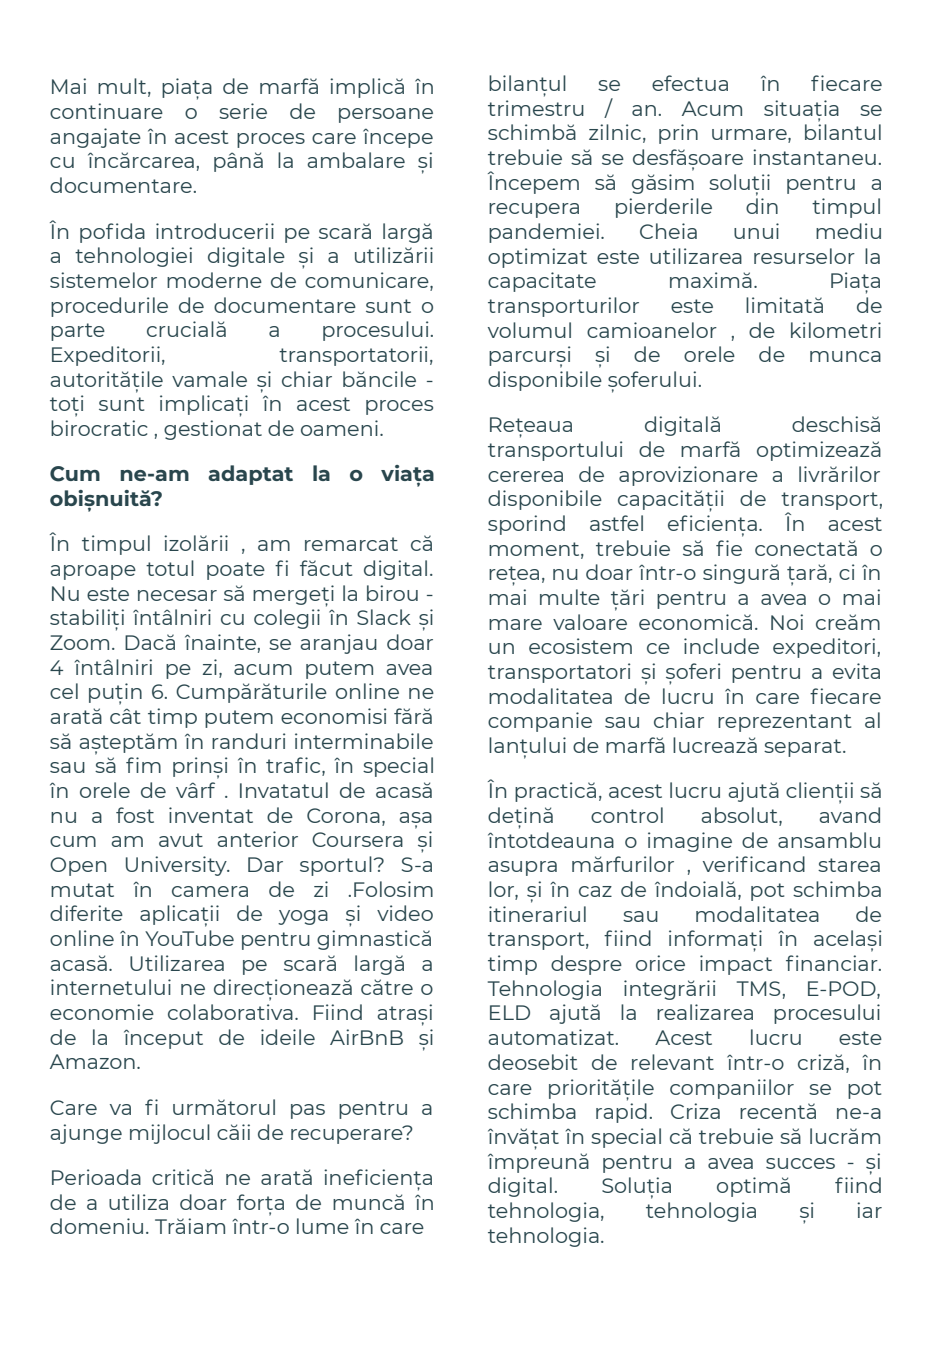 Mai mult, piața de marfă implică în
continuare o serie de persoane
angajate în acest proces care începe
cu încărcarea, până la ambalare și
documentare.
În pofida introducerii pe scară largă
a tehnologiei digitale și a utilizării
sistemelor moderne de comunicare,
procedurile de documentare sunt o
parte crucială a procesului.
Expeditorii, transportatorii,
autoritățile vamale și chiar băncile -
toți sunt implicați în acest proces
birocratic , gestionat de oameni.
Cum ne-am adaptat la o viața
obișnuită?
În timpul izolării , am remarcat că
aproape totul poate fi făcut digital.
Nu este necesar să mergeți la birou -
stabiliți întâlniri cu colegii în Slack și
Zoom. Dacă înainte, se aranjau doar
4 întâlniri pe zi, acum putem avea
cel puțin 6. Cumpărăturile online ne
arată cât timp putem economisi fără
să așteptăm în randuri interminabile
sau să fim prinși în trafic, în special
în orele de vârf . Invatatul de acasă
nu a fost inventat de Corona, așa
cum am avut anterior Coursera și
Open University. Dar sportul? S-a
mutat în camera de zi .Folosim
diferite aplicații de yoga și video
online în YouTube pentru gimnastică
acasă. Utilizarea pe scară largă a
internetului ne direcționează către o
economie colaborativa. Fiind atrași
de la început de ideile AirBnB și
Amazon.
Care va fi următorul pas pentru a
ajunge mijlocul căii de recuperare?
Perioada critică ne arată ineficiența
de a utiliza doar forța de muncă în
domeniu. Trăiam într-o lume în care
bilanțul se efectua în fiecare
trimestru / an. Acum situația se
schimbă zilnic, prin urmare, bilantul
trebuie să se desfășoare instantaneu.
Începem să găsim soluții pentru a
recupera pierderile din timpul
pandemiei. Cheia unui mediu
optimizat este utilizarea resurselor la
capacitate maximă. Piața
transporturilor este limitată de
volumul camioanelor , de kilometri
parcurși și de orele de munca
disponibile șoferului.
Rețeaua digitală deschisă
transportului de marfă optimizează
cererea de aprovizionare a livrărilor
disponibile capacității de transport,
sporind astfel eficiența. În acest
moment, trebuie să fie conectată o
rețea, nu doar într-o singură țară, ci în
mai multe țări pentru a avea o mai
mare valoare economică. Noi creăm
un ecosistem ce include expeditori,
transportatori și șoferi pentru a evita
modalitatea de lucru în care fiecare
companie sau chiar reprezentant al
lanțului de marfă lucrează separat.
În practică, acest lucru ajută clienții să
dețină control absolut, avand
întotdeauna o imagine de ansamblu
asupra mărfurilor , verificand starea
lor, și în caz de îndoială, pot schimba
itinerariul sau modalitatea de
transport, fiind informați în același
timp despre orice impact financiar.
Tehnologia integrării TMS, E-POD,
ELD ajută la realizarea procesului
automatizat. Acest lucru este
deosebit de relevant într-o criză, în
care prioritățile companiilor se pot
schimba rapid. Criza recentă ne-a
învățat în special că trebuie să lucrăm
împreună pentru a avea succes - și
digital. Soluția optimă fiind
tehnologia, tehnologia și iar
tehnologia.